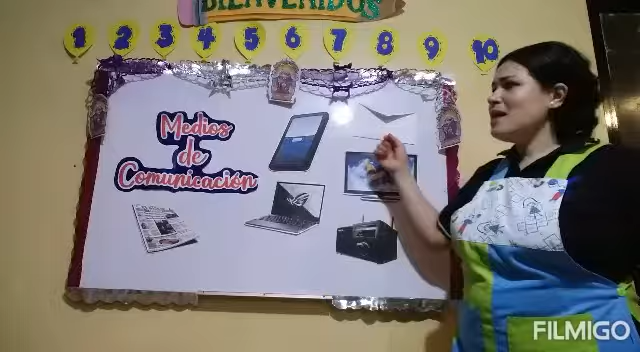 BIENVENIDOS
1 2 3 4 5 6 7 8 9 10
Medios
de
Comunicación
FILMIGO